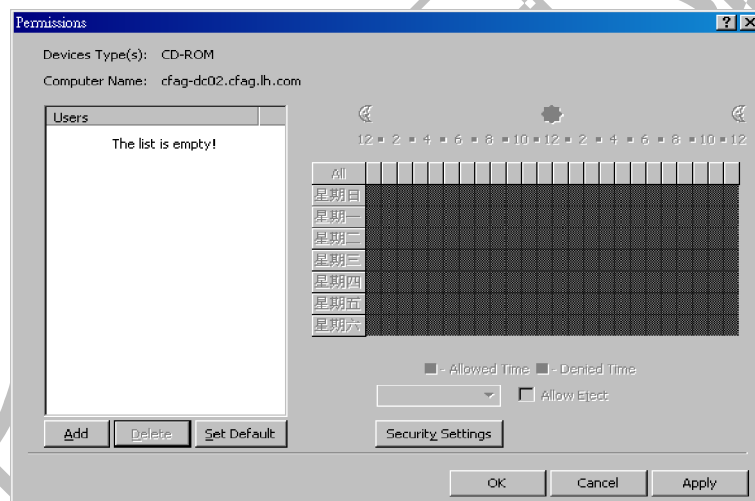 Permissions
Devices Type(s): CD-ROM
Computer Name: cfag-dc02.cfag.lh.com
Users
The list is empty!
12 2 4 6 8 10 12 2 4 6 8 10 12
All
星期日
星期一
星期二
星期三
星期四
星期五
星期六
- Allowed Time - Denied Time
Allow Eject
Add Delete Set Default Security Settings
OK Cancel Apply